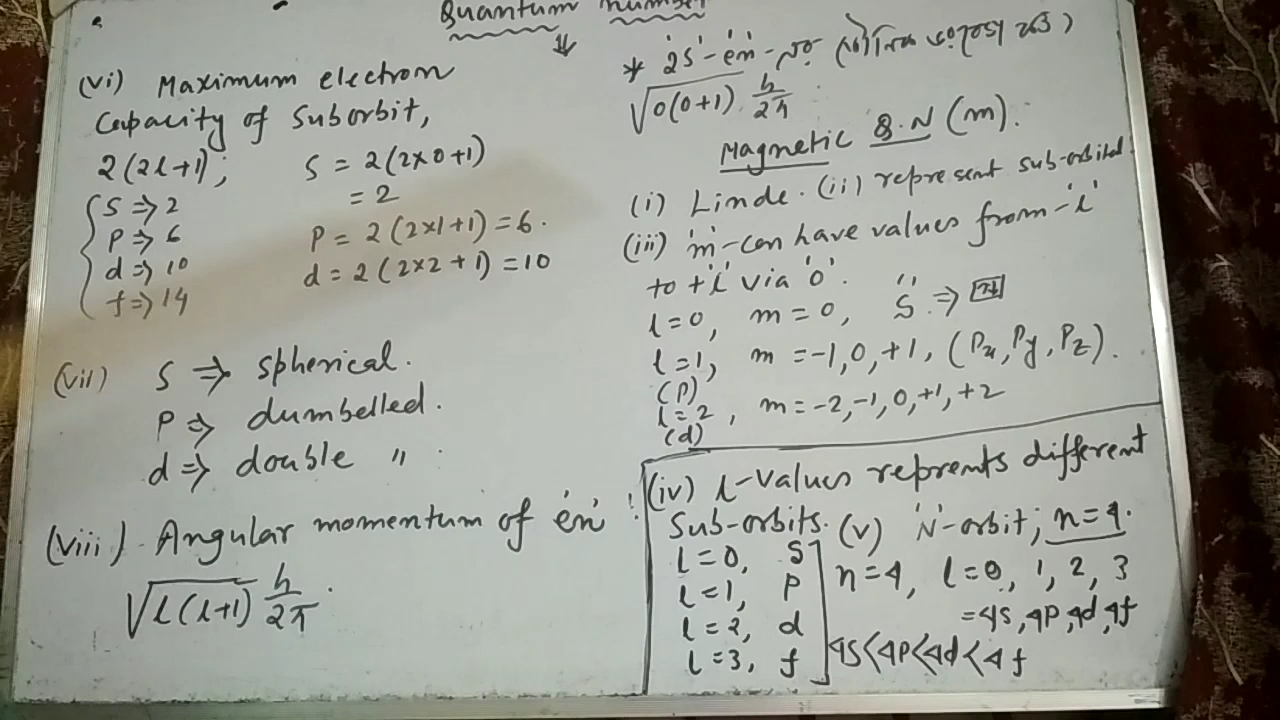 Quantum number
(vi) Maximum electron
Capacity of Suborbit,
2(2l+1);
S = 2(2×0+1)
= 2
P = 2(2×1+1) = 6.
d = 2(2×2+1) = 10
S ⇒ 2
P ⇒ 6
d ⇒ 10
f ⇒ 14
(vii) S ⇒ spherical.
P ⇒ dumbelled.
d ⇒ double "
(viii) Angular momentum of 'en'
√l(l+1) h/2π.
* '2s'-'en'-
√0(0+1) h/2π
Magnetic Q.N (m).
(i) Linde. (ii) represent sub-orbital
(iii) 'm'-can have values from -'l'
to +'l' via '0'.
l=0, m=0, "S ⇒ ⇅
l=1, m=-1, 0, +1, (Px, Py, Pz).
(P)
l=2, m=-2, -1, 0, +1, +2
(d)
(iv) l-values reprents different
Sub-orbits. (v) 'N'-orbit; n=4.
l=0, S
l=1, P
l=2, d
l=3, f
n=4, l=0, 1, 2, 3
=4s, 4p, 4d, 4f
4s<4p<4d<4f